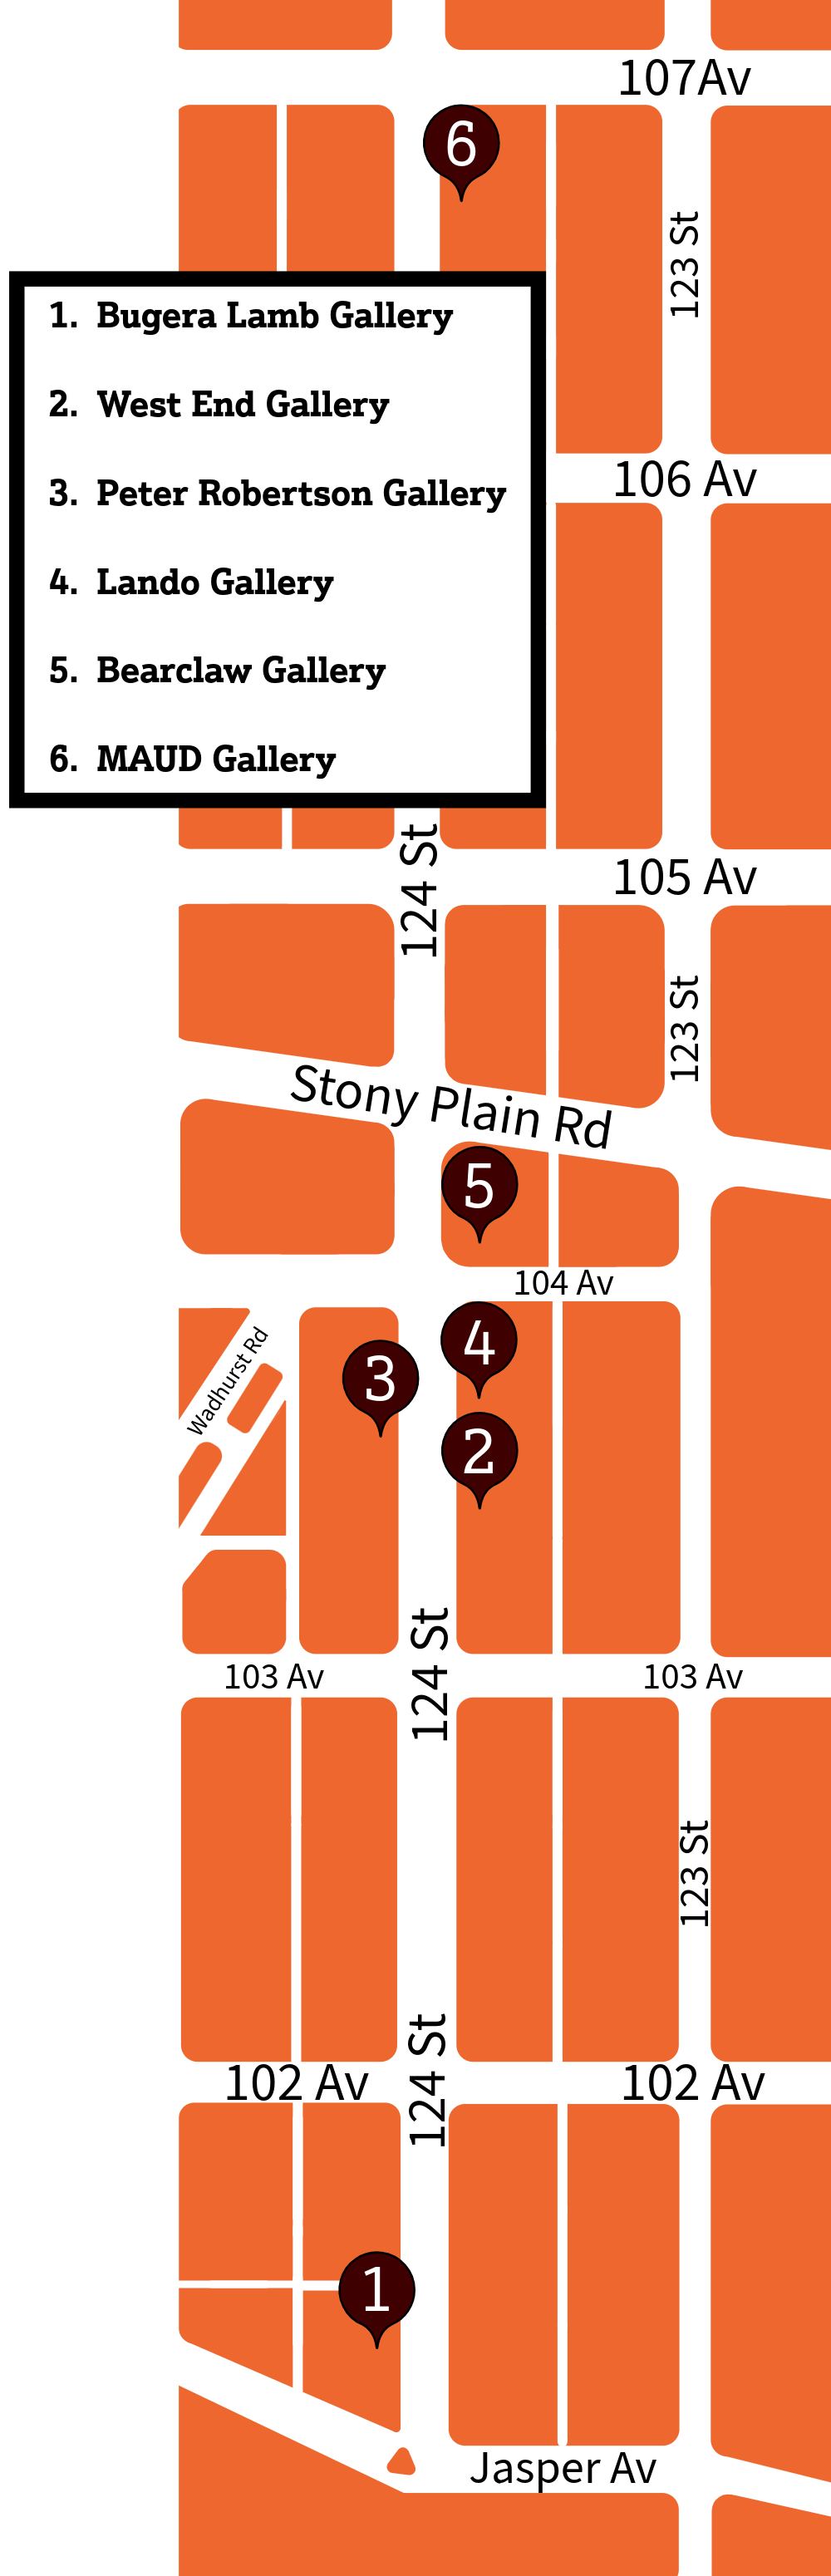 107Av
6
123 St
1. Bugera Lamb Gallery
2. West End Gallery
3. Peter Robertson Gallery
4. Lando Gallery
5. Bearclaw Gallery
6. MAUD Gallery
106 Av
124 St
105 Av
123 St
Stony Plain Rd
5
104 Av
4
Wadhurst Rd
3
2
124 St
103 Av
103 Av
123 St
124 St
102 Av
102 Av
1
Jasper Av